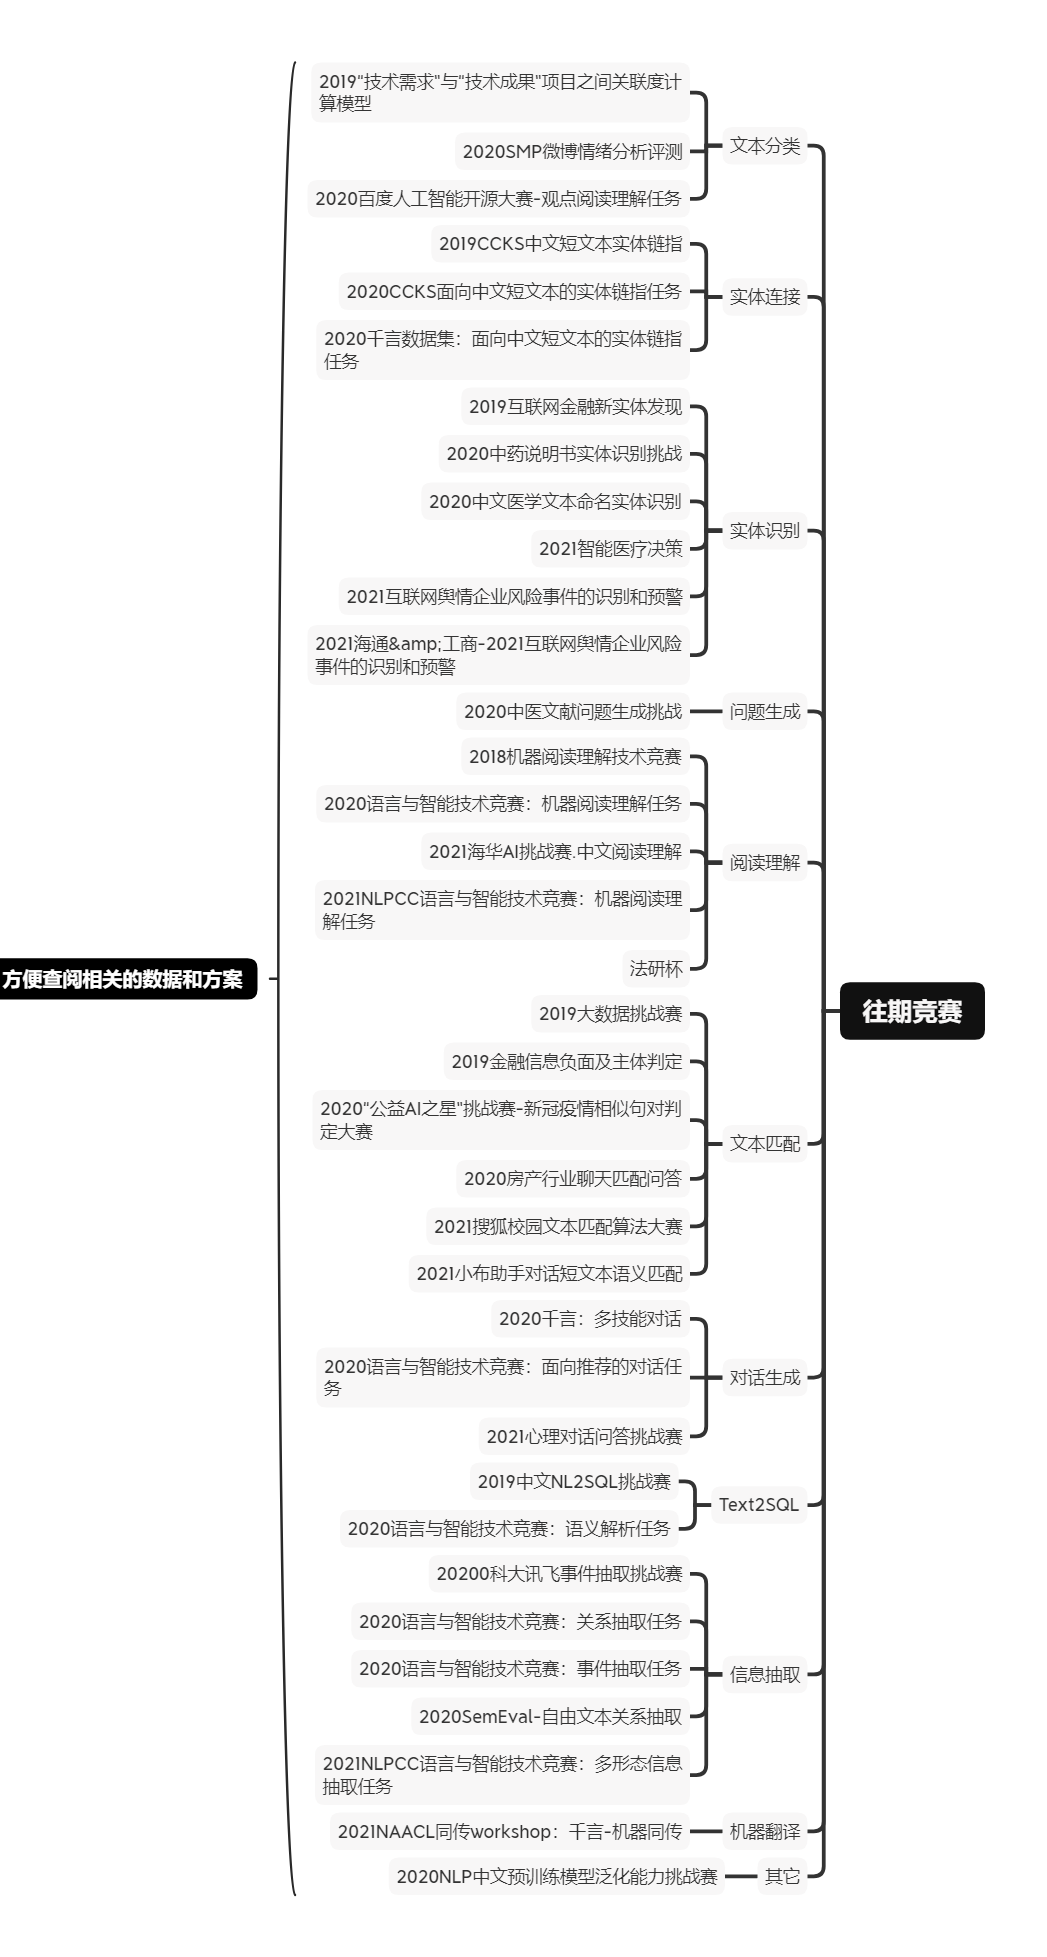 2019"技术需求"与"技术成果"项目之间关联度计
算模型
文本分类
2020SMP微博情绪分析评测
2020百度人工智能开源大赛-观点阅读理解任务
2019CCKS中文短文本实体链指
2020CCKS面向中文短文本的实体链指任务
实体连接
2020千言数据集：面向中文短文本的实体链指
任务
2019互联网金融新实体发现
2020中药说明书实体识别挑战
2020中文医学文本命名实体识别
实体识别
2021智能医疗决策
2021互联网舆情企业风险事件的识别和预警
2021海通&amp;工商-2021互联网舆情企业风险
事件的识别和预警
2020中医文献问题生成挑战
问题生成
2018机器阅读理解技术竞赛
2020语言与智能技术竞赛：机器阅读理解任务
2021海华AI挑战赛.中文阅读理解
阅读理解
2021NLPCC语言与智能技术竞赛：机器阅读理
解任务
法研杯
方便查阅相关的数据和方案
往期竞赛
2019大数据挑战赛
2019金融信息负面及主体判定
2020"公益AI之星"挑战赛-新冠疫情相似句对判
定大赛
文本匹配
2020房产行业聊天匹配问答
2021搜狐校园文本匹配算法大赛
2021小布助手对话短文本语义匹配
2020千言：多技能对话
2020语言与智能技术竞赛：面向推荐的对话任
务
对话生成
2021心理对话问答挑战赛
2019中文NL2SQL挑战赛
Text2SQL
2020语言与智能技术竞赛：语义解析任务
20200科大讯飞事件抽取挑战赛
2020语言与智能技术竞赛：关系抽取任务
2020语言与智能技术竞赛：事件抽取任务
信息抽取
2020SemEval-自由文本关系抽取
2021NLPCC语言与智能技术竞赛：多形态信息
抽取任务
2021NAACL同传workshop：千言-机器同传
机器翻译
2020NLP中文预训练模型泛化能力挑战赛
其它